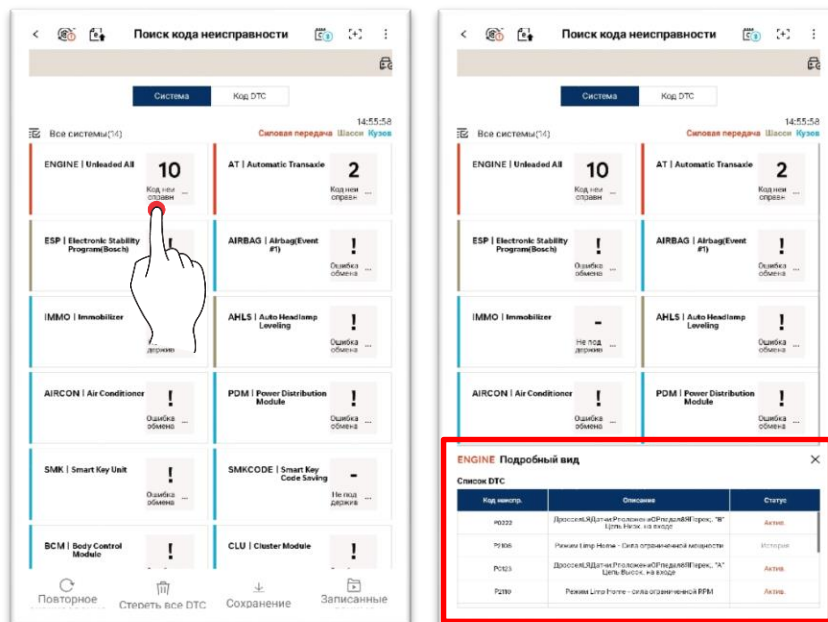 Поиск кода неисправности
Система
Код DTC
14:55:58
Все системы(14)
Силовая передача Шасси Кузов
ENGINE | Unleaded All
10
Код неи ...
справн
AT | Automatic Transaxle
2
Код неи ...
справн
ESP | Electronic Stability
Program(Bosch)
!
AIRBAG | Airbag(Event
#1)
!
Ошибка ...
обмена
IMMO | Immobilizer
держив
AHLS | Auto Headlamp
Leveling
!
Ошибка ...
обмена
AIRCON | Air Conditioner
!
Ошибка ...
обмена
PDM | Power Distribution
Module
!
Ошибка ...
обмена
SMK | Smart Key Unit
!
Ошибка ...
обмена
SMKCODE | Smart Key
Code Saving
-
Не под ...
держив
BCM | Body Control
Module
!
CLU | Cluster Module
!
Повторное
Стереть все DTC
Сохранение
Записанные
Поиск кода неисправности
Система
Код DTC
14:55:58
Все системы(14)
Силовая передача Шасси Кузов
ENGINE | Unleaded All
10
Код неи ...
справн
AT | Automatic Transaxle
2
Код неи ...
справн
ESP | Electronic Stability
Program(Bosch)
!
Ошибка ...
обмена
AIRBAG | Airbag(Event
#1)
!
Ошибка ...
обмена
IMMO | Immobilizer
-
Не под ...
держив
AHLS | Auto Headlamp
Leveling
!
Ошибка ...
обмена
AIRCON | Air Conditioner
!
Ошибка ...
обмена
PDM | Power Distribution
Module
!
Ошибка ...
обмена
ENGINE Подробный вид
Список DTC
Код неиспр. Описание Статус
P0222
"B"
Цепь Низк. на входе
Актив.
P2106 Режим Limp Home - Сила ограниченной мощности История
P0123
"A"
Цепь Высок. на входе
Актив.
P2110 Режим Limp Home - сила ограниченной RPM Актив.